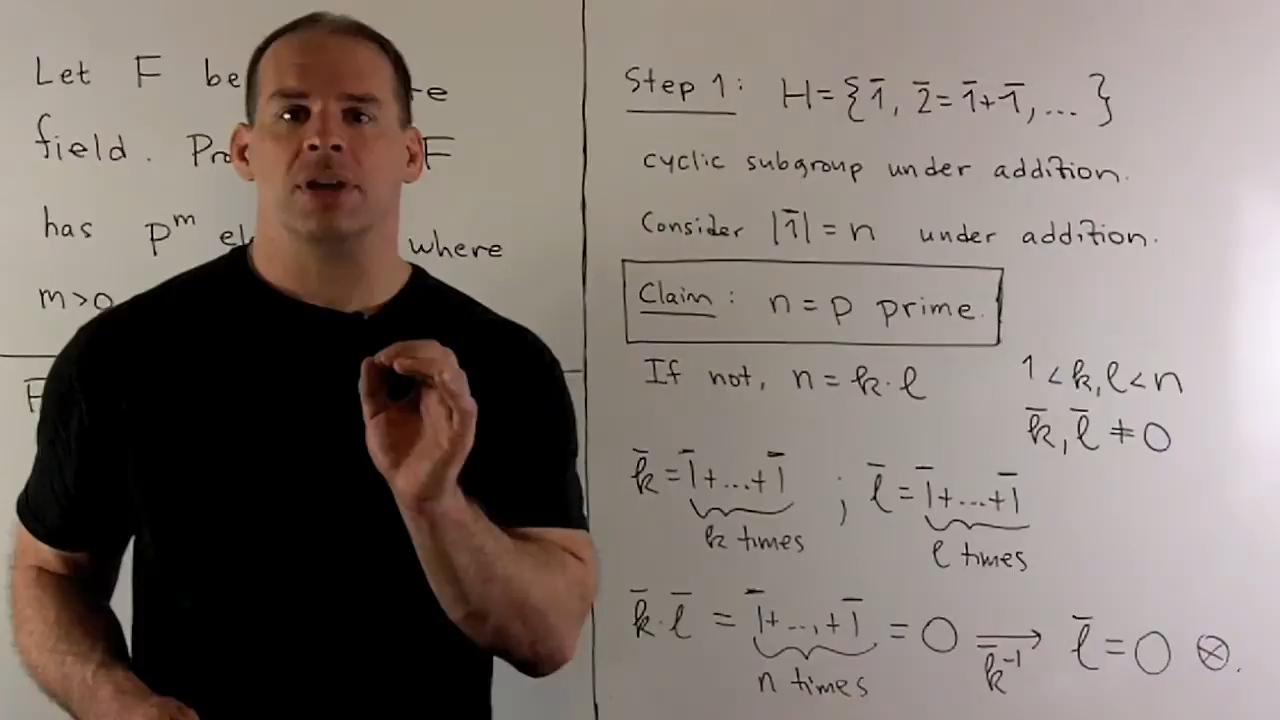 Let F be
field. F
has pᵐ where
m>0
Step 1: H={1̄, 2̄=1̄+1̄,...}
cyclic subgroup under addition.
Consider |1̄|=n under addition.
Claim: n=p prime.
If not, n=k·l 1<k,l<n
k̄,l̄≠0
k̄=1̄+...+1̄ ; l̄=1̄+...+1̄
k times l times
k̄·l̄ = 1̄+...+1̄ = 0 ⟶ l̄=0 ⊗.
n times k̄⁻¹